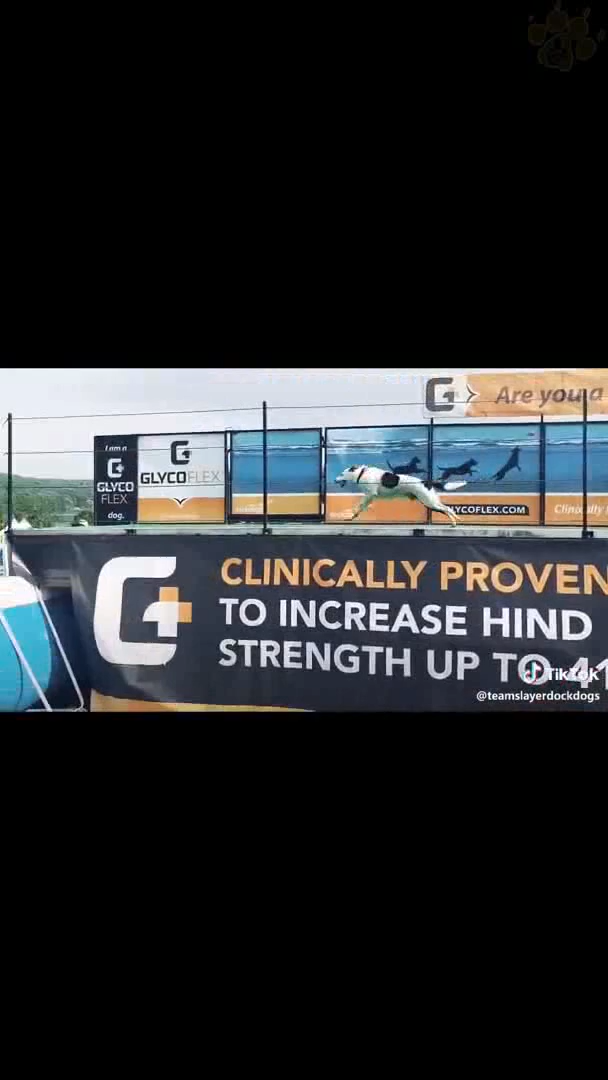 Are you a
I am a
GLYCO
FLEX
dog.
GLYCOFLEX
GLYCOFLEX.COM
Clinically
CLINICALLY PROVEN
TO INCREASE HIND
STRENGTH UP TO 41
TikTok
@teamslayerdockdogs